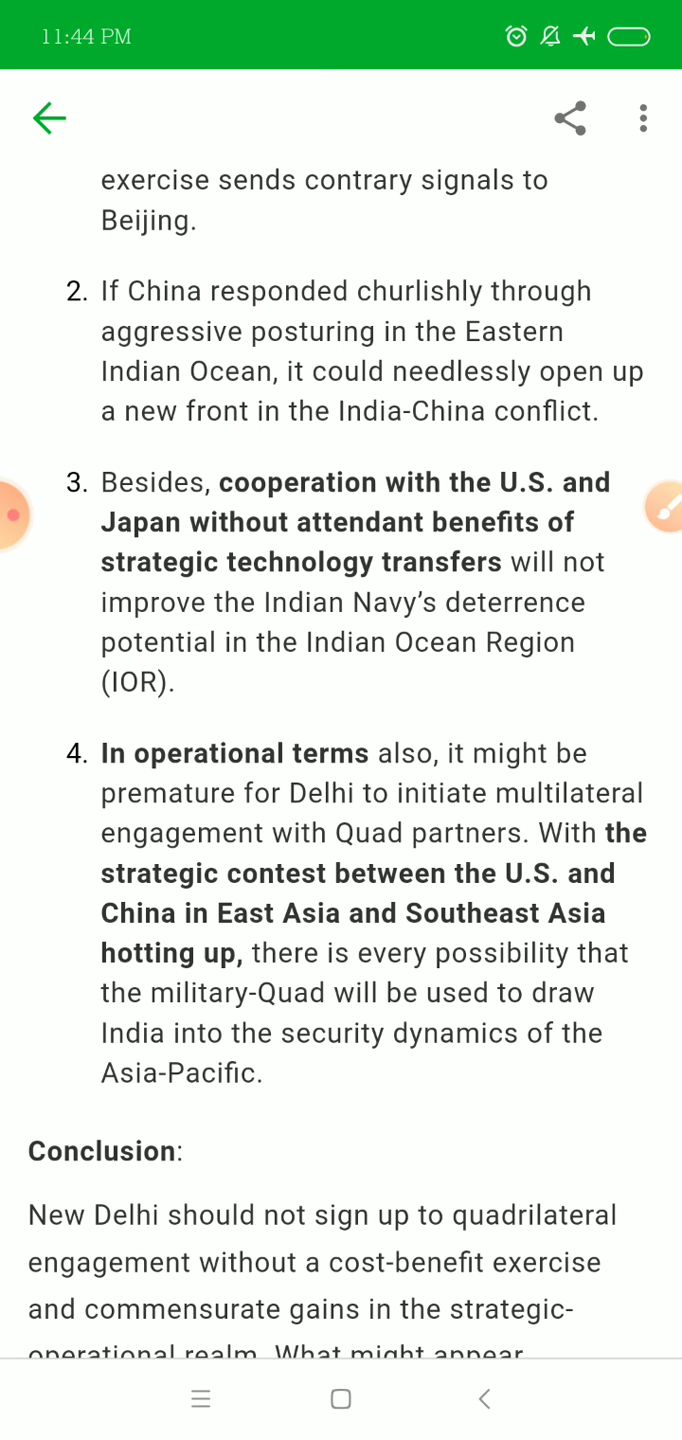 11:44 PM
exercise sends contrary signals to
Beijing.
2. If China responded churlishly through
aggressive posturing in the Eastern
Indian Ocean, it could needlessly open up
a new front in the India-China conflict.
3. Besides, cooperation with the U.S. and
Japan without attendant benefits of
strategic technology transfers will not
improve the Indian Navy’s deterrence
potential in the Indian Ocean Region
(IOR).
4. In operational terms also, it might be
premature for Delhi to initiate multilateral
engagement with Quad partners. With the
strategic contest between the U.S. and
China in East Asia and Southeast Asia
hotting up, there is every possibility that
the military-Quad will be used to draw
India into the security dynamics of the
Asia-Pacific.
Conclusion:
New Delhi should not sign up to quadrilateral
engagement without a cost-benefit exercise
and commensurate gains in the strategic-
operational realm. What might appear